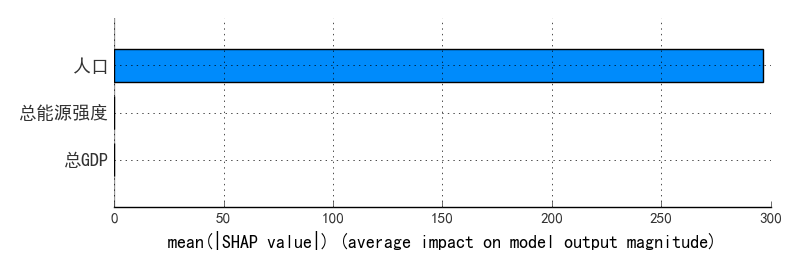 人口
总能源强度
总GDP
0 50 100 150 200 250 300
mean(|SHAP value|) (average impact on model output magnitude)